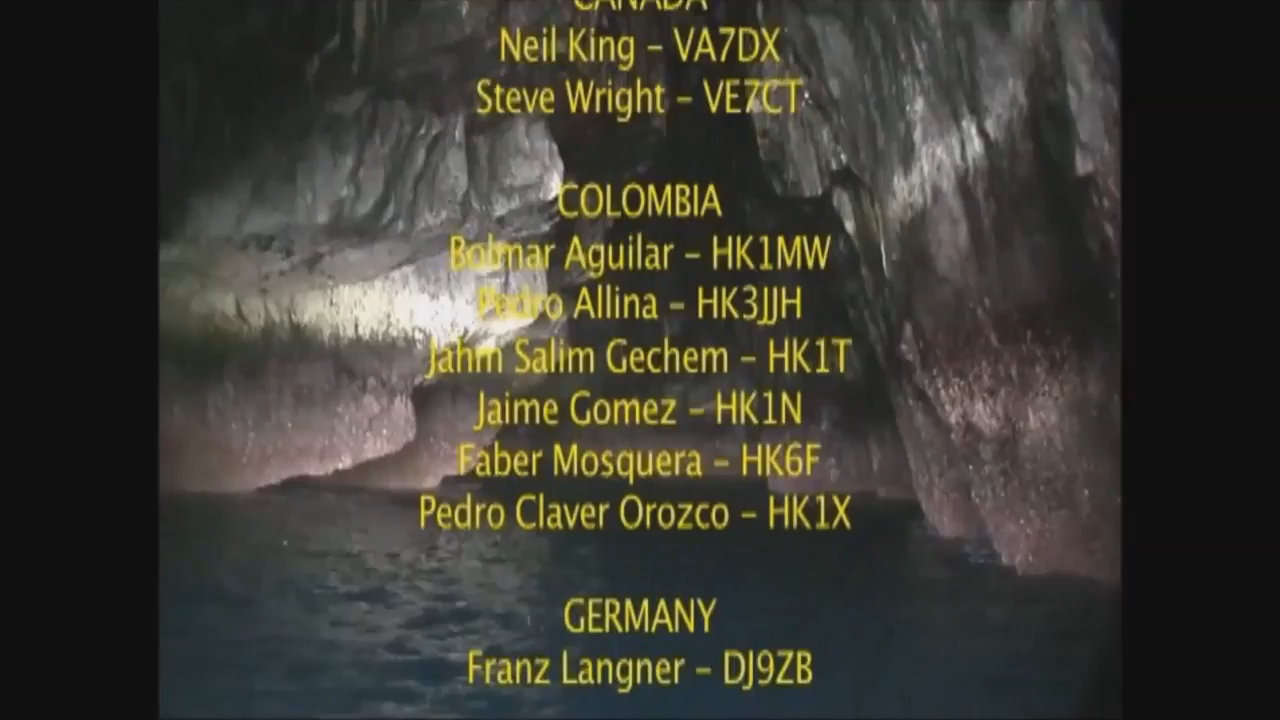 CANADA
Neil King – VA7DX
Steve Wright – VE7CT
COLOMBIA
Bolmar Aguilar – HK1MW
Pedro Allina – HK3JJH
Jahm Salim Gechem – HK1T
Jaime Gomez – HK1N
Faber Mosquera – HK6F
Pedro Claver Orozco – HK1X
GERMANY
Franz Langner – DJ9ZB